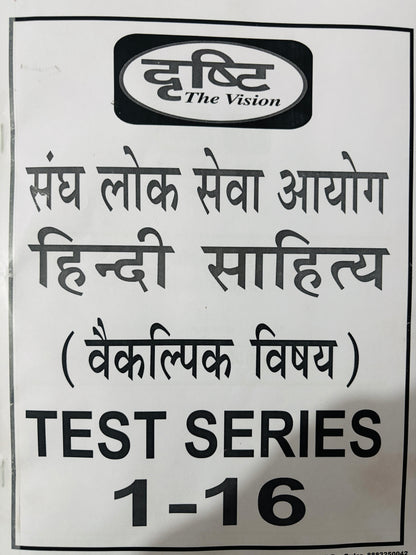 दृष्टि
The Vision
संघ लोक सेवा आयोग
हिन्दी साहित्य
( वैकल्पिक विषय )
TEST SERIES
1-16